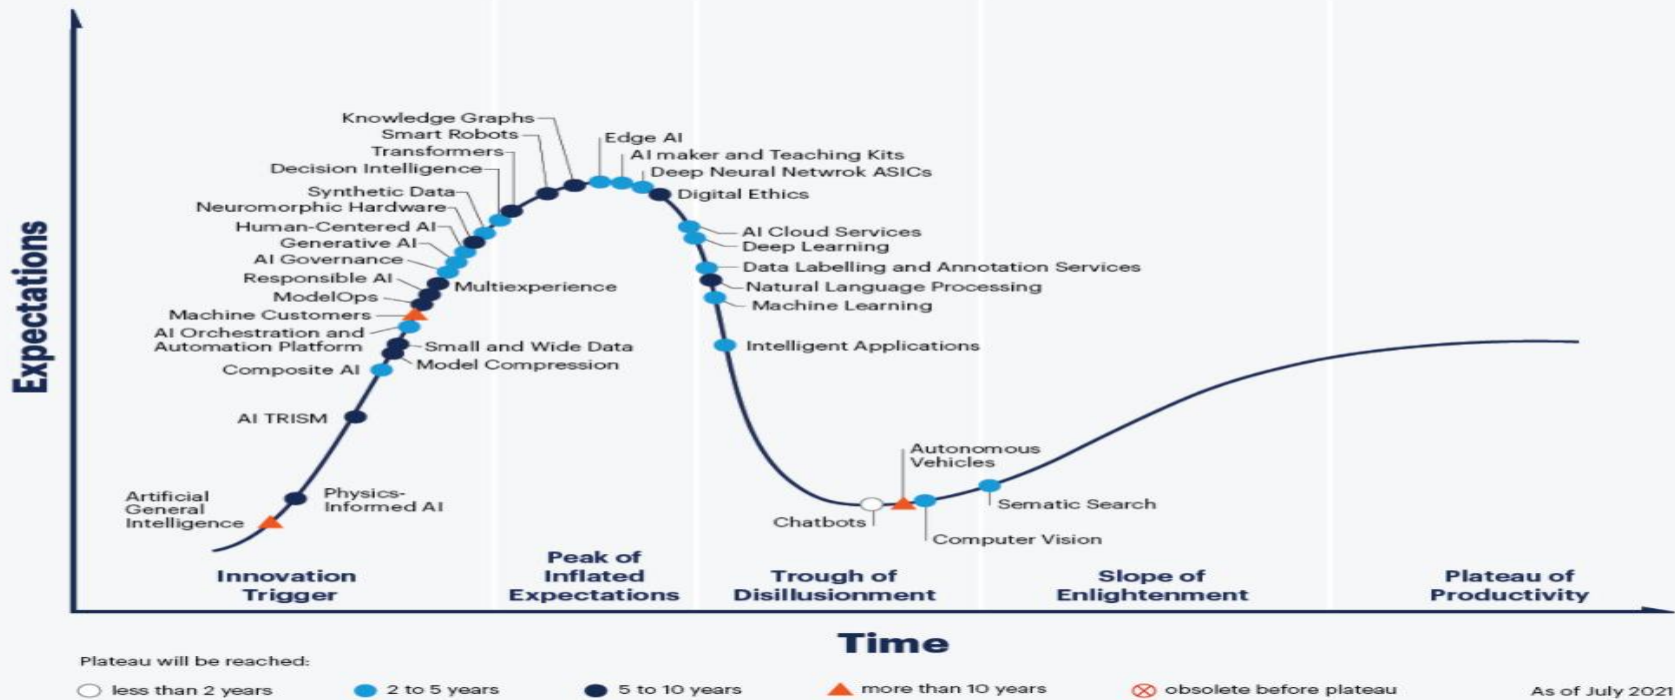 Expectations
Knowledge Graphs
Smart Robots
Transformers
Decision Intelligence
Synthetic Data
Neuromorphic Hardware
Human-Centered AI
Generative AI
AI Governance
Responsible AI
Multiexperience
ModelOps
Machine Customers
AI Orchestration and
Automation Platform
Small and Wide Data
Model Compression
Composite AI
AI TRISM
Artificial
General
Intelligence
Physics-
Informed AI
Edge AI
AI maker and Teaching Kits
Deep Neural Netwrok ASICs
Digital Ethics
AI Cloud Services
Deep Learning
Data Labelling and Annotation Services
Natural Language Processing
Machine Learning
Intelligent Applications
Autonomous
Vehicles
Chatbots
Sematic Search
Computer Vision
Innovation
Trigger
Peak of
Inflated
Expectations
Trough of
Disillusionment
Slope of
Enlightenment
Plateau of
Productivity
Time
Plateau will be reached:
less than 2 years
2 to 5 years
5 to 10 years
more than 10 years
obsolete before plateau
As of July 2021